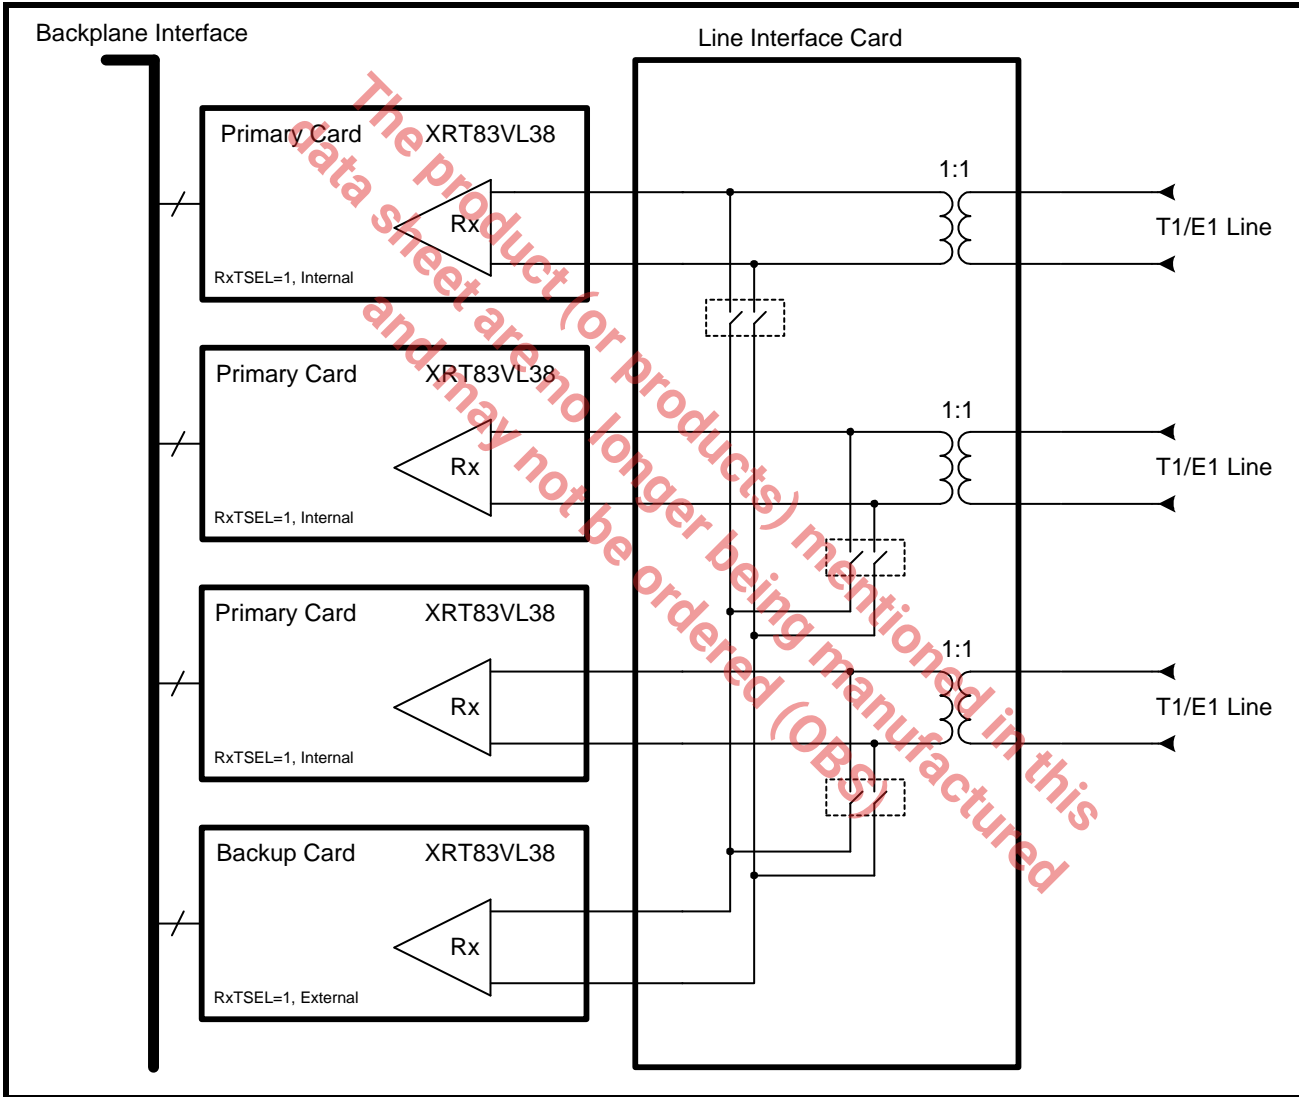 Backplane Interface
Line Interface Card
Primary Card XRT83VL38
1:1
Rx
T1/E1 Line
RxTSEL=1, Internal
Primary Card XRT83VL38
1:1
Rx
T1/E1 Line
RxTSEL=1, Internal
Primary Card XRT83VL38
1:1
Rx
T1/E1 Line
RxTSEL=1, Internal
Backup Card XRT83VL38
Rx
RxTSEL=1, External
The product (or products) mentioned in this
data sheet are no longer being manufactured
and may not be ordered (OBS)